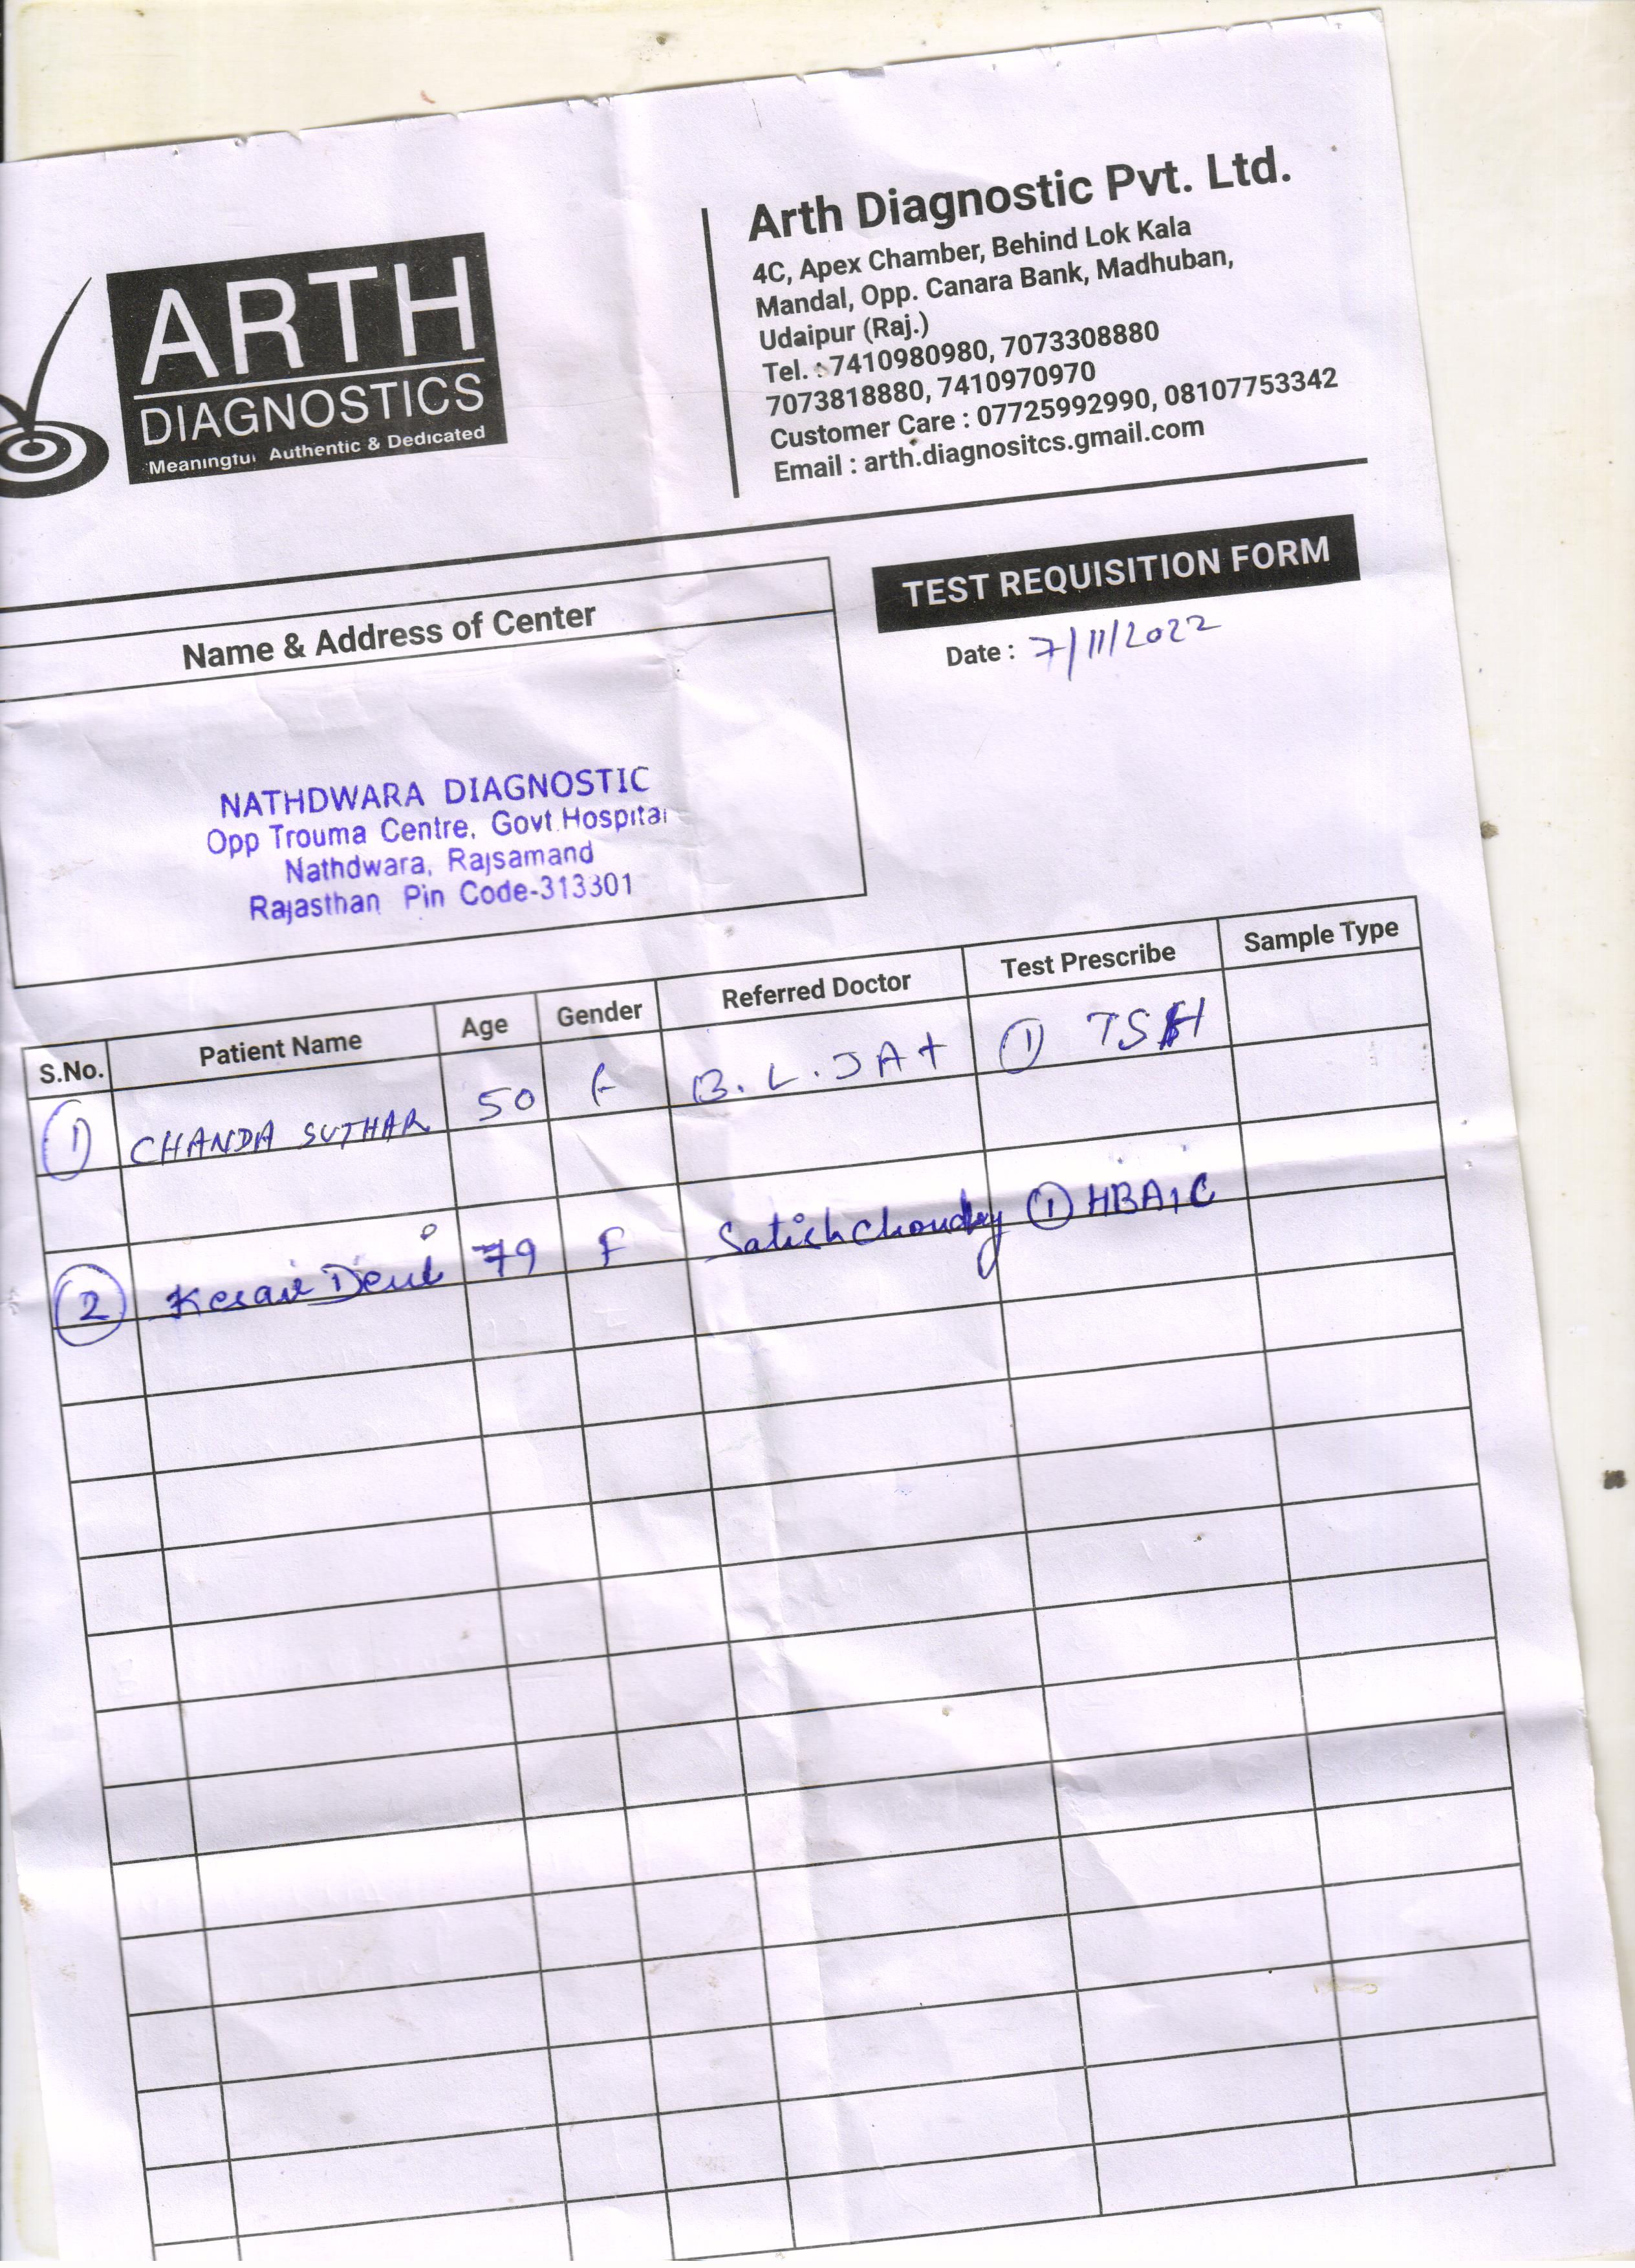 ARTH
DIAGNOSTICS
Meaningful Authentic & Dedicated
Arth Diagnostic Pvt. Ltd.
4C, Apex Chamber, Behind Lok Kala
Mandal, Opp. Canara Bank, Madhuban,
Udaipur (Raj.)
Tel. : 7410980980, 7073308880
7073818880, 7410970970
Customer Care : 07725992990, 08107753342
Email : arth.diagnositcs.gmail.com
TEST REQUISITION FORM
Date : 7/11/2022
Name & Address of Center
NATHDWARA DIAGNOSTIC
Opp Trouma Centre, Govt.Hospital
Nathdwara, Rajsamand
Rajasthan Pin Code-313301
S.No. Patient Name Age Gender Referred Doctor Test Prescribe Sample Type
1 CHANDA SUTHAR 50 F B.L.JAT 1 TSH
2 Kesar Devi 79 F Satish Choudhry 1 HBA1C